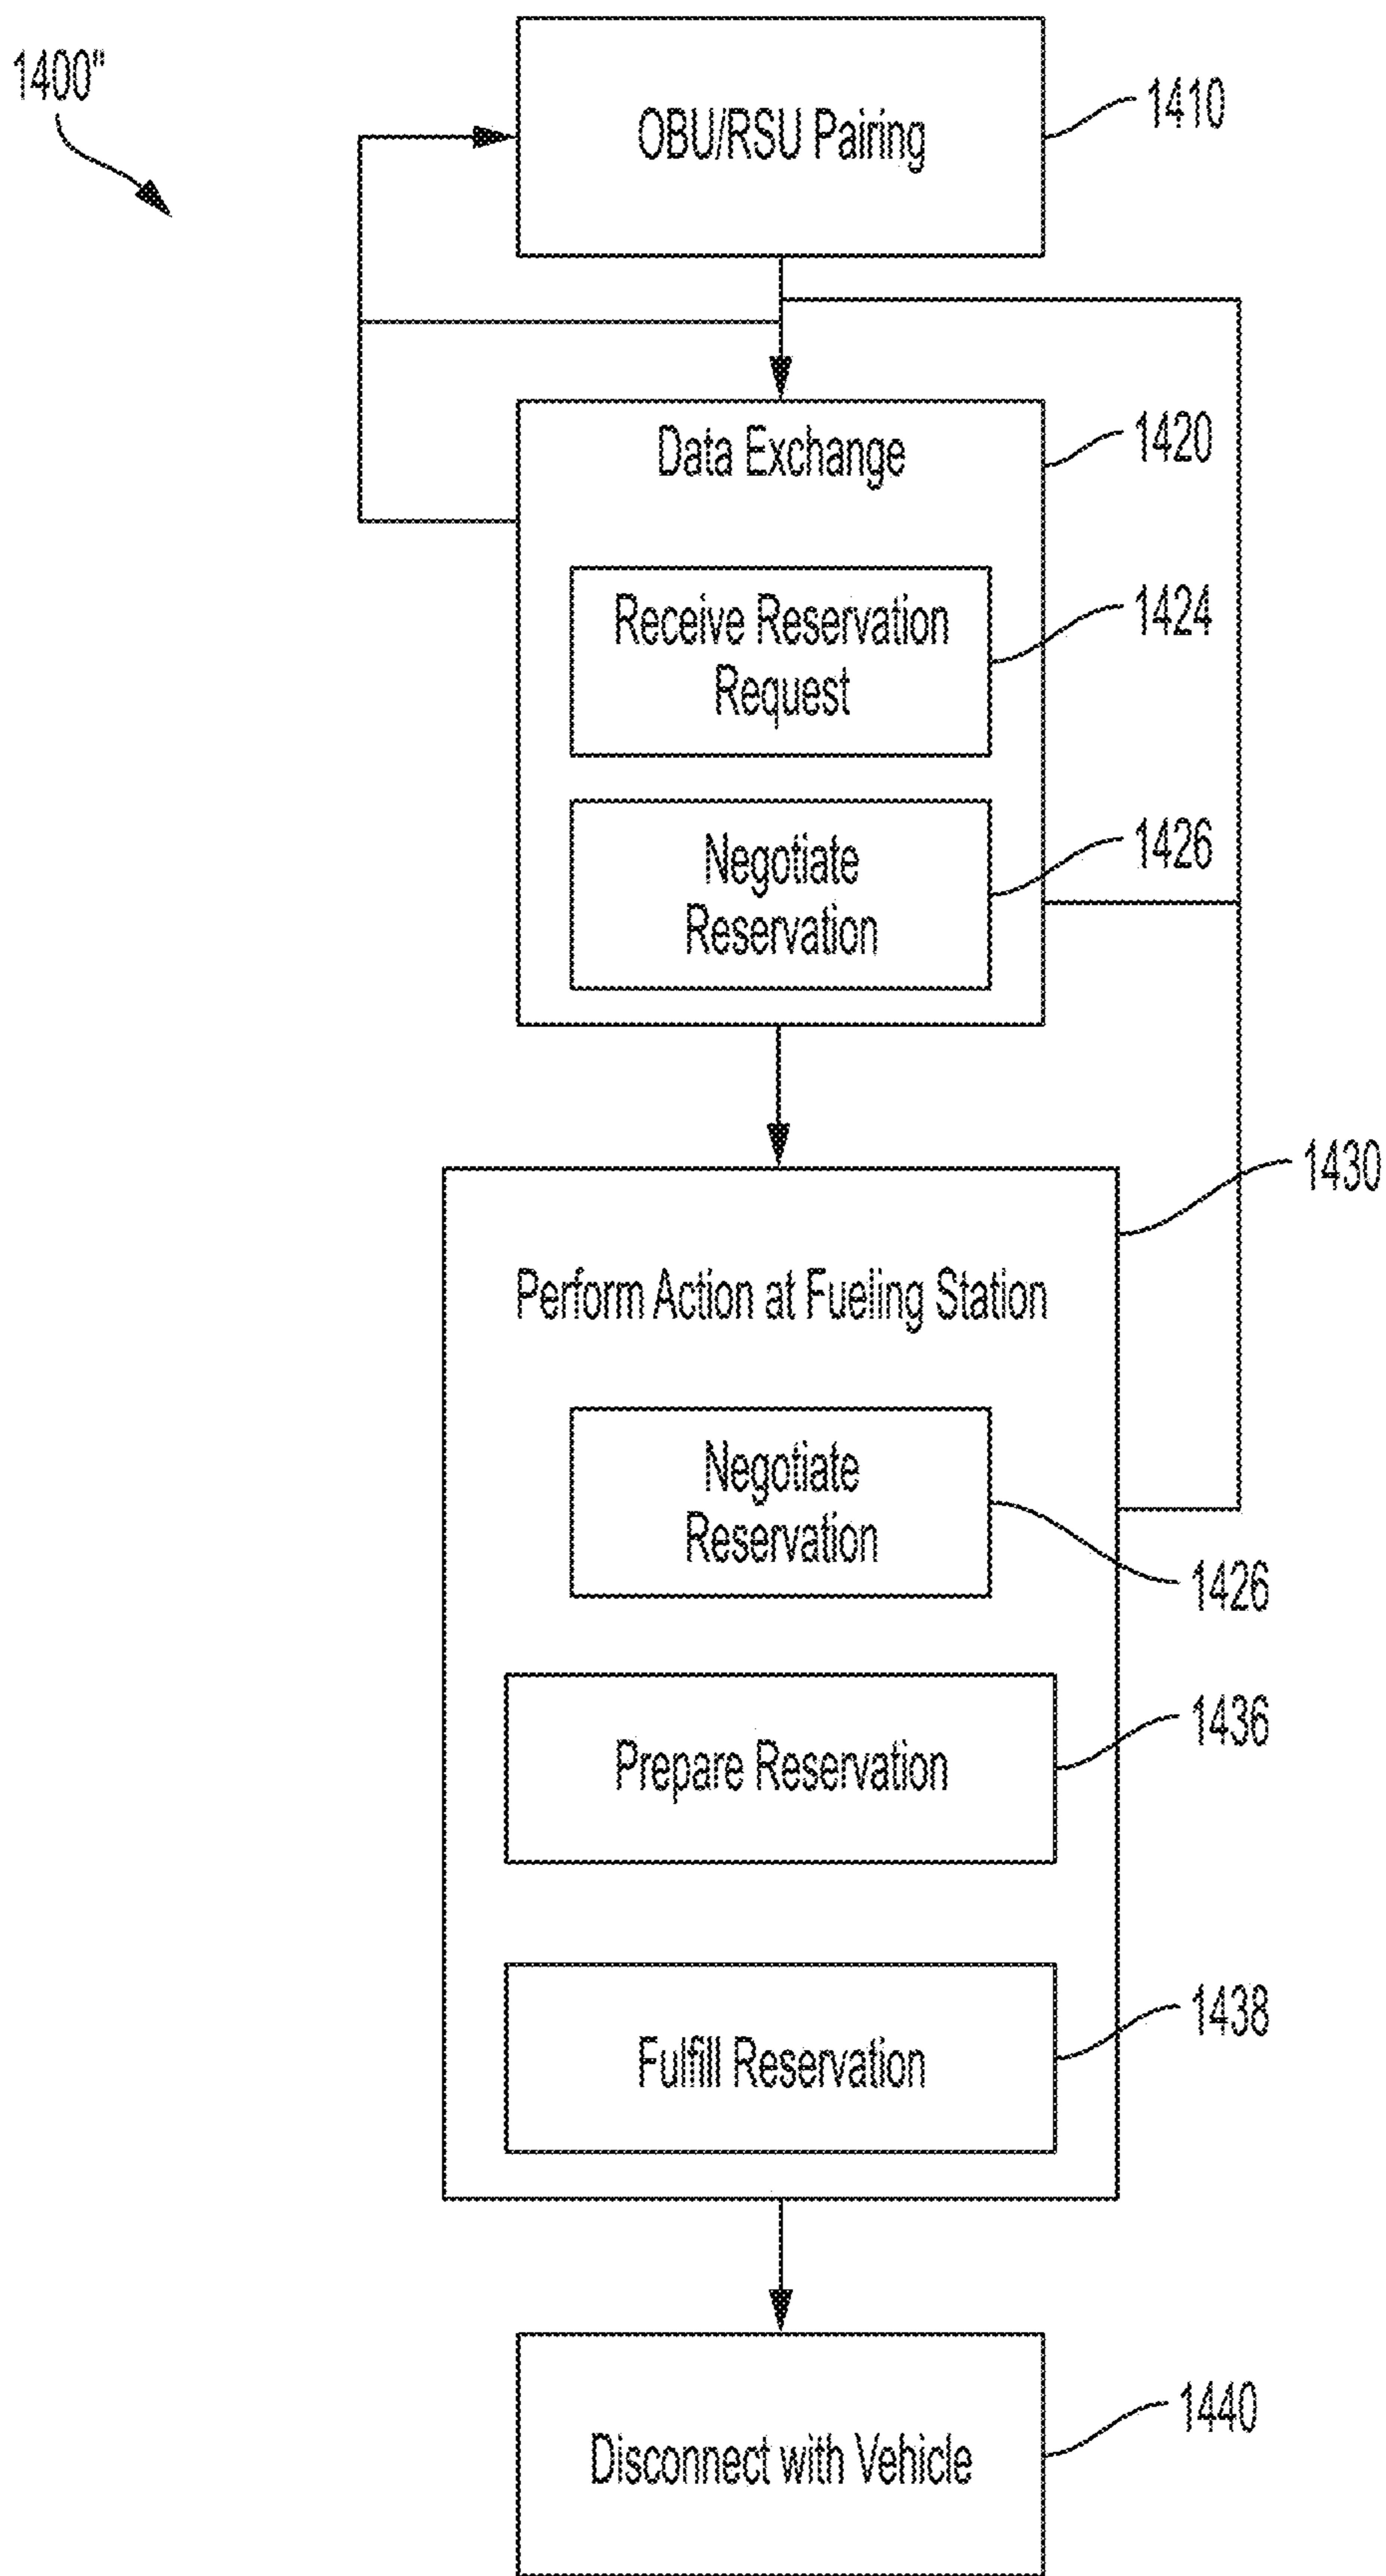 1400"
OBU/RSU Pairing
1410
Data Exchange
1420
Receive Reservation
Request
1424
Negotiate
Reservation
1426
1430
Perform Action at Fueling Station
Negotiate
Reservation
1426
Prepare Reservation
1436
Fulfill Reservation
1438
Disconnect with Vehicle
1440